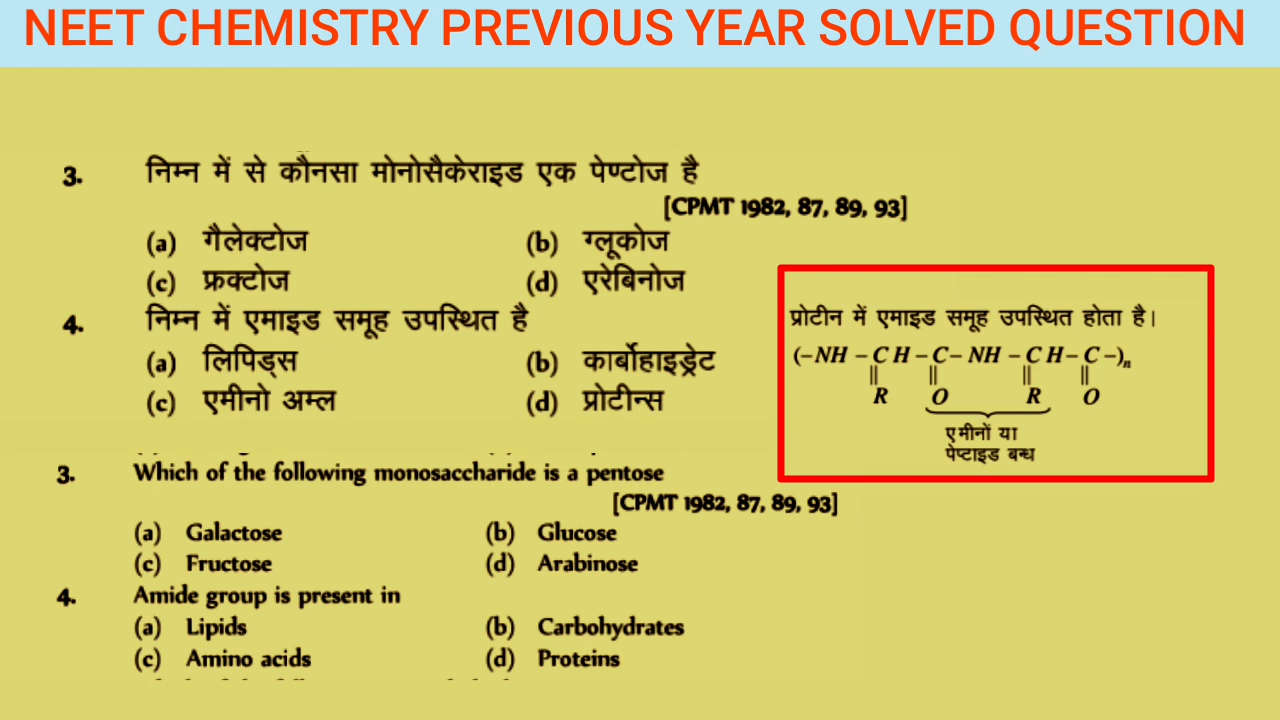 NEET CHEMISTRY PREVIOUS YEAR SOLVED QUESTION
3. निम्न में से कौनसा मोनोसैकेराइड एक पेण्टोज है
[CPMT 1982, 87, 89, 93]
(a) गैलेक्टोज (b) ग्लूकोज
(c) फ्रक्टोज (d) एरेबिनोज
4. निम्न में एमाइड समूह उपस्थित है
(a) लिपिड्स (b) कार्बोहाइड्रेट
(c) एमीनो अम्ल (d) प्रोटीन्स
प्रोटीन में एमाइड समूह उपस्थित होता है।
(–NH – C H – C – NH – C H – C –)n
|| || || ||
R O R O
एमीनों या
पेप्टाइड बन्ध
3. Which of the following monosaccharide is a pentose
[CPMT 1982, 87, 89, 93]
(a) Galactose (b) Glucose
(c) Fructose (d) Arabinose
4. Amide group is present in
(a) Lipids (b) Carbohydrates
(c) Amino acids (d) Proteins